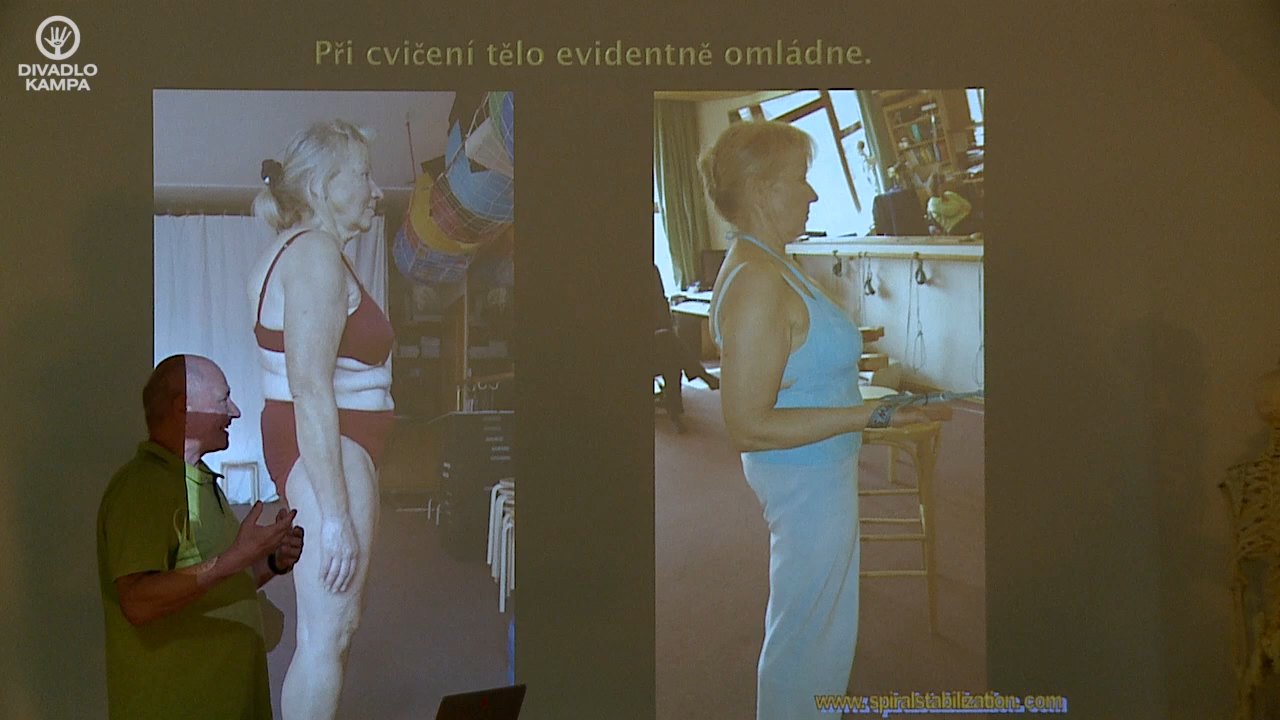 DIVADLO
KAMPA
Při cvičení tělo evidentně omládne.
www.spiralstabilization.com